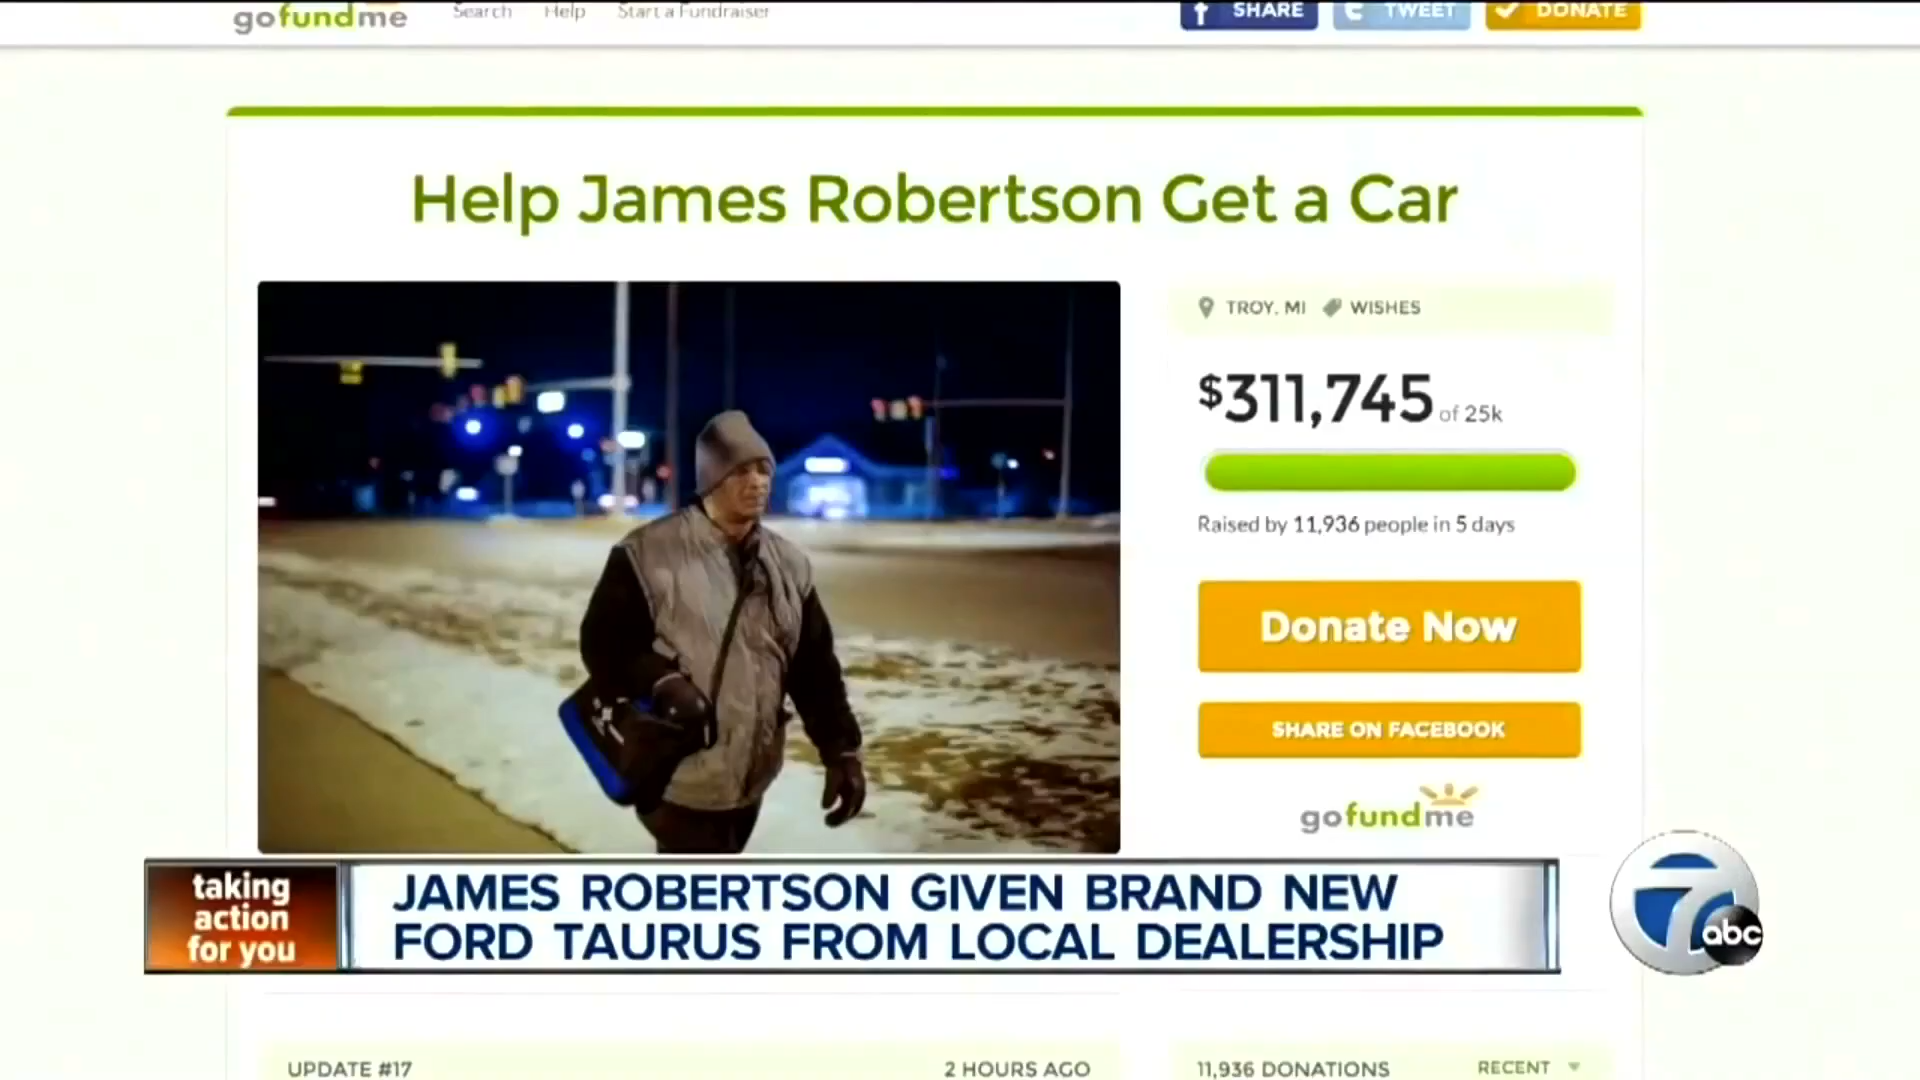 gofundme Search Help Start a Fundraiser SHARE TWEET DONATE
Help James Robertson Get a Car
TROY, MI WISHES
$311,745 of 25k
Raised by 11,936 people in 5 days
Donate Now
SHARE ON FACEBOOK
gofundme
taking
action
for you
JAMES ROBERTSON GIVEN BRAND NEW
FORD TAURUS FROM LOCAL DEALERSHIP
7 abc
UPDATE #17 2 HOURS AGO
11,936 DONATIONS RECENT